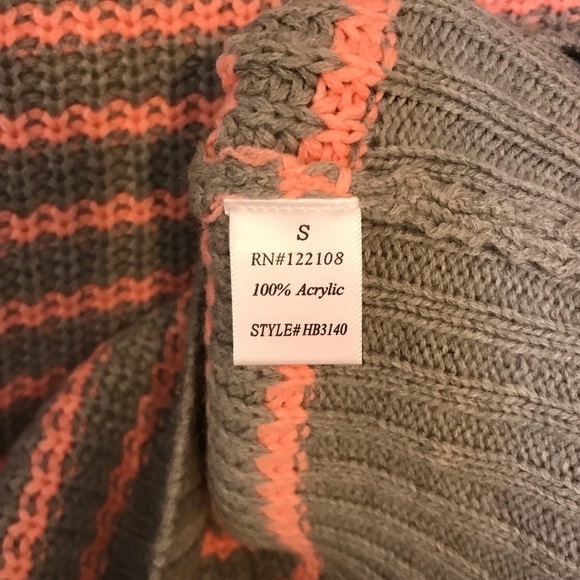 S
RN#122108
100% Acrylic
STYLE# HB3140